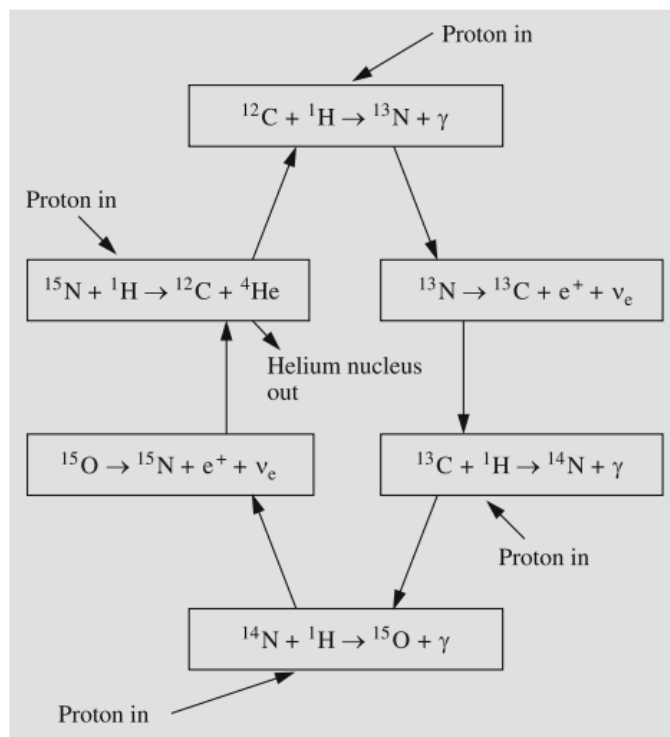 Proton in
¹²C + ¹H → ¹³N + γ
Proton in
¹⁵N + ¹H → ¹²C + ⁴He
¹³N → ¹³C + e⁺ + νₑ
Helium nucleus
out
¹⁵O → ¹⁵N + e⁺ + νₑ
¹³C + ¹H → ¹⁴N + γ
Proton in
¹⁴N + ¹H → ¹⁵O + γ
Proton in